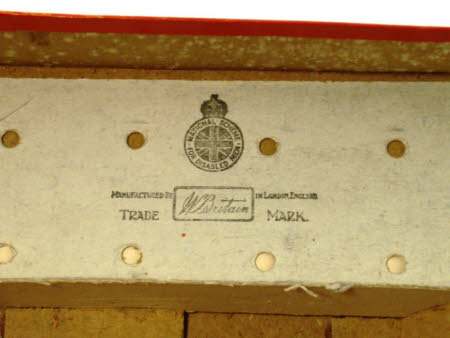 NATIONAL SCHEME
FOR DISABLED MEN
MANUFACTURED BY W Britain IN LONDON, ENGLAND
TRADE MARK.